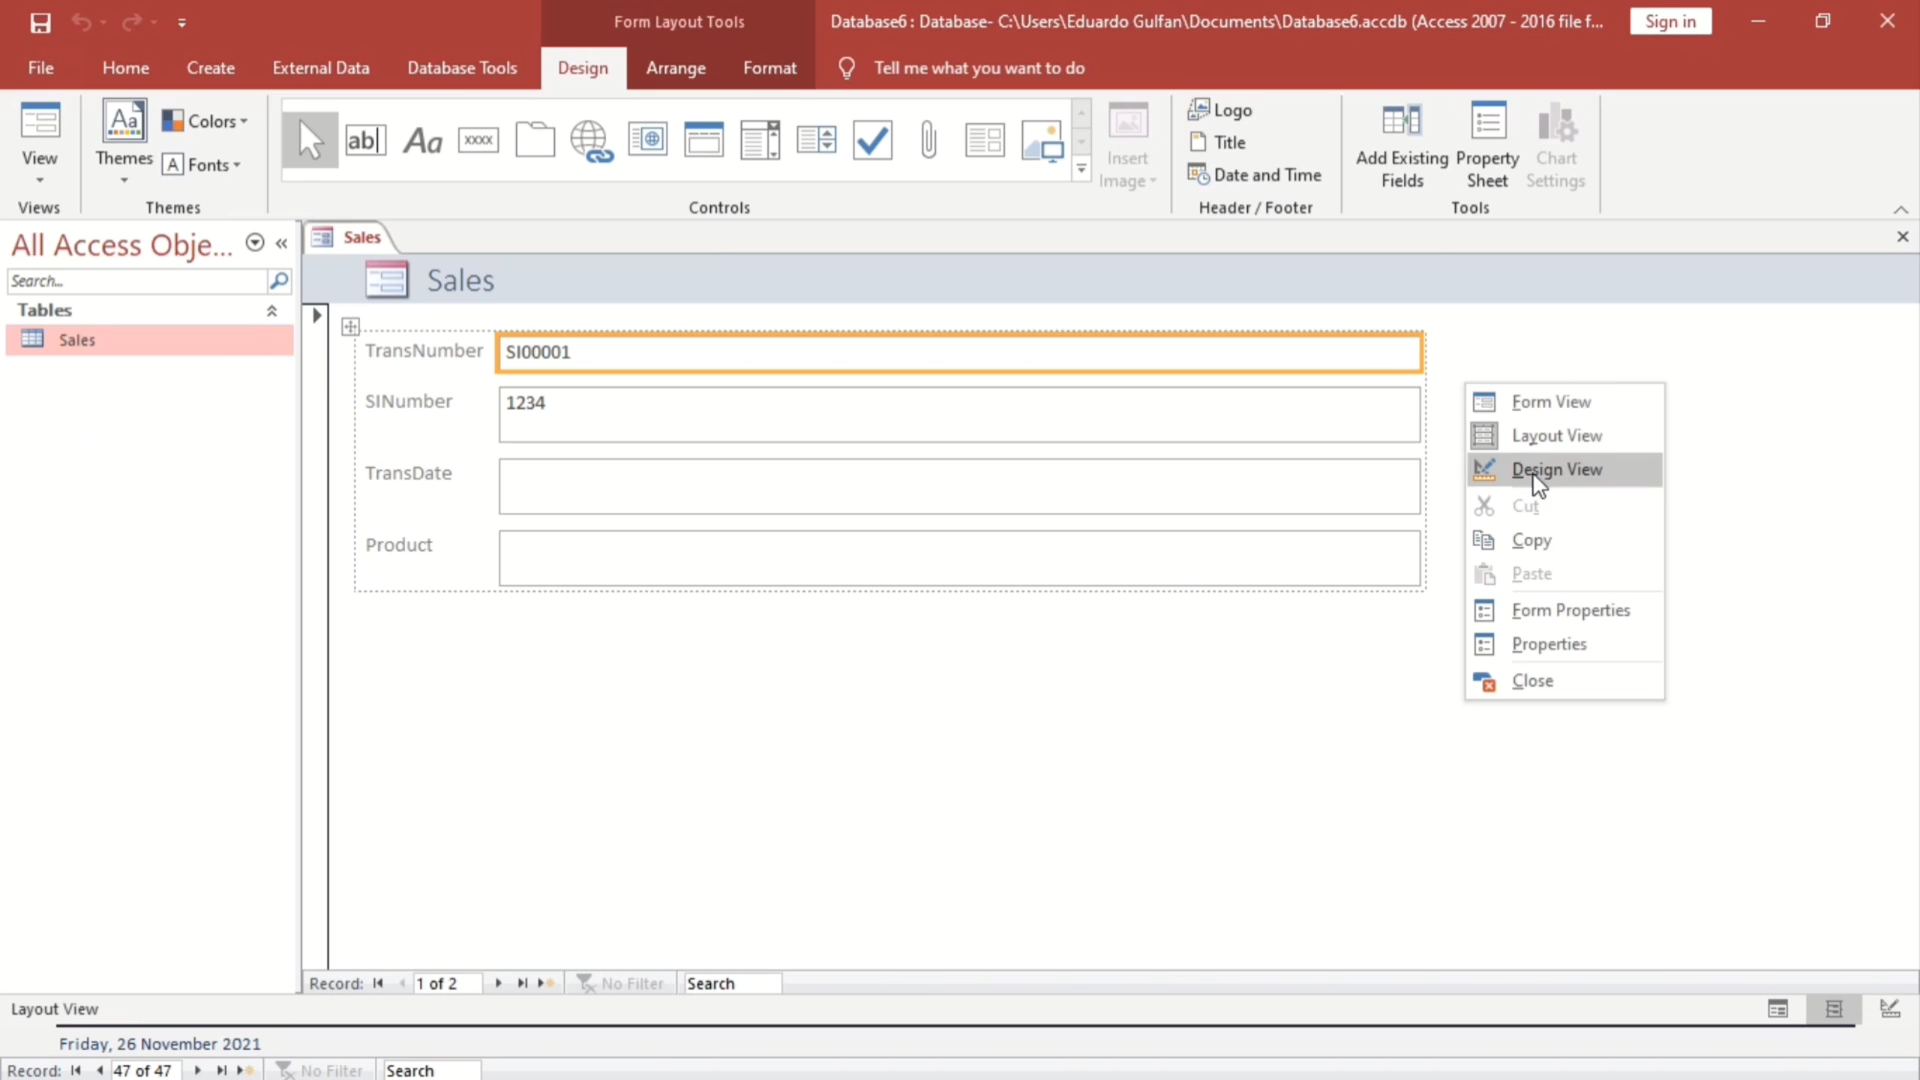 Form Layout Tools
Database6 : Database- C:\Users\Eduardo Gulfan\Documents\Database6.accdb (Access 2007 - 2016 file f...
Sign in
File
Home
Create
External Data
Database Tools
Design
Arrange
Format
Tell me what you want to do
View
Themes
Colors
Fonts
Aa
ab|
Aa
xxxx
Insert
Image
Logo
Title
Date and Time
Add Existing
Fields
Property
Sheet
Chart
Settings
Views
Themes
Controls
Header / Footer
Tools
All Access Obje...
Search...
Tables
Sales
Sales
Sales
TransNumber
SI00001
SINumber
1234
TransDate
Product
Form View
Layout View
Design View
Cut
Copy
Paste
Form Properties
Properties
Close
Record:
1 of 2
No Filter
Search
Layout View
Friday, 26 November 2021
Record:
47 of 47
No Filter
Search